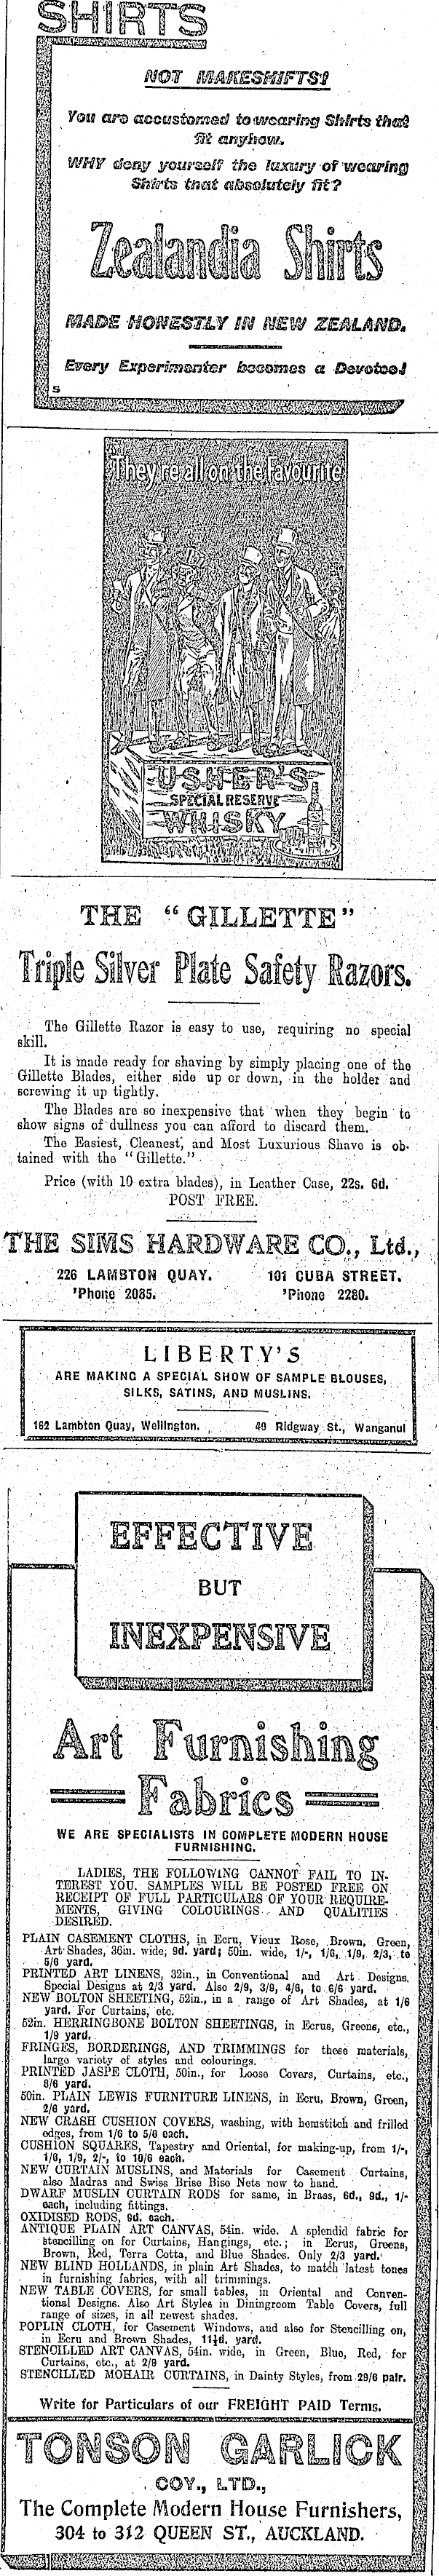 SHIRTS
NOT MAKESHIFTS!
You are accustomed to wearing Shirts that
fit anyhow.
WHY deny yourself the luxury of wearing
Shirts that absolutely fit?
Zealandia Shirts
MADE HONESTLY IN NEW ZEALAND.
Every Experimenter becomes a Devotee!
5
They're all on the Favourite
USHER'S
SPECIAL RESERVE
WHISKY
THE "GILLETTE"
Triple Silver Plate Safety Razors.
The Gillette Razor is easy to use, requiring no special
skill.
It is made ready for shaving by simply placing one of the
Gillette Blades, either side up or down, in the holder and
screwing it up tightly.
The Blades are so inexpensive that when they begin to
show signs of dullness you can afford to discard them.
The Easiest, Cleanest, and Most Luxurious Shave is ob-
tained with the "Gillette."
Price (with 10 extra blades), in Leather Case, 22s. 6d.
POST FREE.
THE SIMS HARDWARE CO., Ltd.,
226 LAMBTON QUAY. 101 CUBA STREET.
'Phone 2085. 'Phone 2280.
LIBERTY'S
ARE MAKING A SPECIAL SHOW OF SAMPLE BLOUSES,
SILKS, SATINS, AND MUSLINS.
162 Lambton Quay, Wellington. 49 Ridgway St., Wanganui
EFFECTIVE
BUT
INEXPENSIVE
Art Furnishing
Fabrics
WE ARE SPECIALISTS IN COMPLETE MODERN HOUSE
FURNISHING.
LADIES, THE FOLLOWING CANNOT FAIL TO IN-
TEREST YOU. SAMPLES WILL BE POSTED FREE ON
RECEIPT OF FULL PARTICULARS OF YOUR REQUIRE-
MENTS, GIVING COLOURINGS AND QUALITIES
DESIRED.
PLAIN CASEMENT CLOTHS, in Ecru, Vieux Rose, Brown, Green,
Art Shades, 36in. wide, 9d. yard; 50in. wide, 1/-, 1/6, 1/9, 2/3, to
5/6 yard.
PRINTED ART LINENS, 32in., in Conventional and Art Designs.
Special Designs at 2/3 yard. Also 2/9, 3/9, 4/6, to 6/6 yard.
NEW BOLTON SHEETING, 52in., in a range of Art Shades, at 1/6
yard. For Curtains, etc.
52in. HERRINGBONE BOLTON SHEETINGS, in Ecrus, Greens, etc.,
1/9 yard.
FRINGES, BORDERINGS, AND TRIMMINGS for these materials,
large variety of styles and colourings.
PRINTED JASPE CLOTH, 50in., for Loose Covers, Curtains, etc.,
3/6 yard.
50in. PLAIN LEWIS FURNITURE LINENS, in Ecru, Brown, Green,
2/6 yard.
NEW CRASH CUSHION COVERS, washing, with hemstitch and frilled
edges, from 1/6 to 5/6 each.
CUSHION SQUARES, Tapestry and Oriental, for making-up, from 1/-,
1/6, 1/9, 2/-, to 10/6 each.
NEW CURTAIN MUSLINS, and Materials for Casement Curtains,
also Madras and Swiss Brise Bise Nets now to hand.
DWARF MUSLIN CURTAIN RODS for same, in Brass, 6d., 9d., 1/-
each, including fittings.
OXIDISED RODS, 9d. each.
ANTIQUE PLAIN ART CANVAS, 54in. wide. A splendid fabric for
stencilling on for Curtains, Hangings, etc.; in Ecrus, Greens,
Brown, Red, Terra Cotta, and Blue Shades. Only 2/3 yard.
NEW BLIND HOLLANDS, in plain Art Shades, to match latest tones
in furnishing fabrics, with all trimmings.
NEW TABLE COVERS, for small tables, in Oriental and Conven-
tional Designs. Also Art Styles in Diningroom Table Covers, full
range of sizes, in all newest shades.
POPLIN CLOTH, for Casement Windows, and also for Stencilling on,
in Ecru and Brown Shades, 11½d. yard.
STENCILLED ART CANVAS, 54in. wide, in Green, Blue, Red, for
Curtains, etc., at 2/9 yard.
STENCILLED MOHAIR CURTAINS, in Dainty Styles, from 29/6 pair.
Write for Particulars of our FREIGHT PAID Terms.
TONSON GARLICK
COY., LTD.,
The Complete Modern House Furnishers,
304 to 312 QUEEN ST., AUCKLAND.